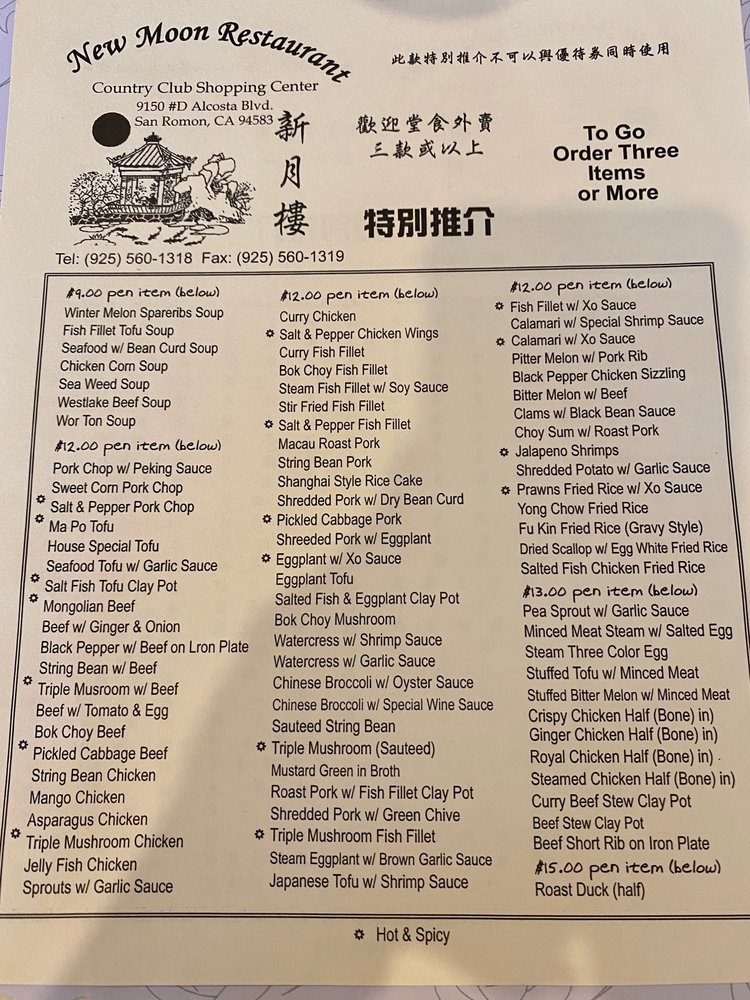 New Moon Restaurant
Country Club Shopping Center
9150 #D Alcosta Blvd.
San Romon, CA 94583
新月樓
Tel: (925) 560-1318 Fax: (925) 560-1319
此款特別推介不可以與優待券同時使用
歡迎堂食外賣
三款或以上
特別推介
To Go
Order Three
Items
or More
$9.00 pen item (below)
Winter Melon Spareribs Soup
Fish Fillet Tofu Soup
Seafood w/ Bean Curd Soup
Chicken Corn Soup
Sea Weed Soup
Westlake Beef Soup
Wor Ton Soup
$12.00 pen item (below)
Pork Chop w/ Peking Sauce
Sweet Corn Pork Chop
Salt & Pepper Pork Chop
Ma Po Tofu
House Special Tofu
Seafood Tofu w/ Garlic Sauce
Salt Fish Tofu Clay Pot
Mongolian Beef
Beef w/ Ginger & Onion
Black Pepper w/ Beef on Lron Plate
String Bean w/ Beef
Triple Musroom w/ Beef
Beef w/ Tomato & Egg
Bok Choy Beef
Pickled Cabbage Beef
String Bean Chicken
Mango Chicken
Asparagus Chicken
Triple Mushroom Chicken
Jelly Fish Chicken
Sprouts w/ Garlic Sauce
$12.00 pen item (below)
Curry Chicken
Salt & Pepper Chicken Wings
Curry Fish Fillet
Bok Choy Fish Fillet
Steam Fish Fillet w/ Soy Sauce
Stir Fried Fish Fillet
Salt & Pepper Fish Fillet
Macau Roast Pork
String Bean Pork
Shanghai Style Rice Cake
Shredded Pork w/ Dry Bean Curd
Pickled Cabbage Pork
Shreeded Pork w/ Eggplant
Eggplant w/ Xo Sauce
Eggplant Tofu
Salted Fish & Eggplant Clay Pot
Bok Choy Mushroom
Watercress w/ Shrimp Sauce
Watercress w/ Garlic Sauce
Chinese Broccoli w/ Oyster Sauce
Chinese Broccoli w/ Special Wine Sauce
Sauteed String Bean
Triple Mushroom (Sauteed)
Mustard Green in Broth
Roast Pork w/ Fish Fillet Clay Pot
Shredded Pork w/ Green Chive
Triple Mushroom Fish Fillet
Steam Eggplant w/ Brown Garlic Sauce
Japanese Tofu w/ Shrimp Sauce
$12.00 pen item (below)
Fish Fillet w/ Xo Sauce
Calamari w/ Special Shrimp Sauce
Calamari w/ Xo Sauce
Pitter Melon w/ Pork Rib
Black Pepper Chicken Sizzling
Bitter Melon w/ Beef
Clams w/ Black Bean Sauce
Choy Sum w/ Roast Pork
Jalapeno Shrimps
Shredded Potato w/ Garlic Sauce
Prawns Fried Rice w/ Xo Sauce
Yong Chow Fried Rice
Fu Kin Fried Rice (Gravy Style)
Dried Scallop w/ Egg White Fried Rice
Salted Fish Chicken Fried Rice
$13.00 pen item (below)
Pea Sprout w/ Garlic Sauce
Minced Meat Steam w/ Salted Egg
Steam Three Color Egg
Stuffed Tofu w/ Minced Meat
Stuffed Bitter Melon w/ Minced Meat
Crispy Chicken Half (Bone) in)
Ginger Chicken Half (Bone) in)
Royal Chicken Half (Bone) in)
Steamed Chicken Half (Bone) in)
Curry Beef Stew Clay Pot
Beef Stew Clay Pot
Beef Short Rib on Iron Plate
$15.00 pen item (below)
Roast Duck (half)
Hot & Spicy